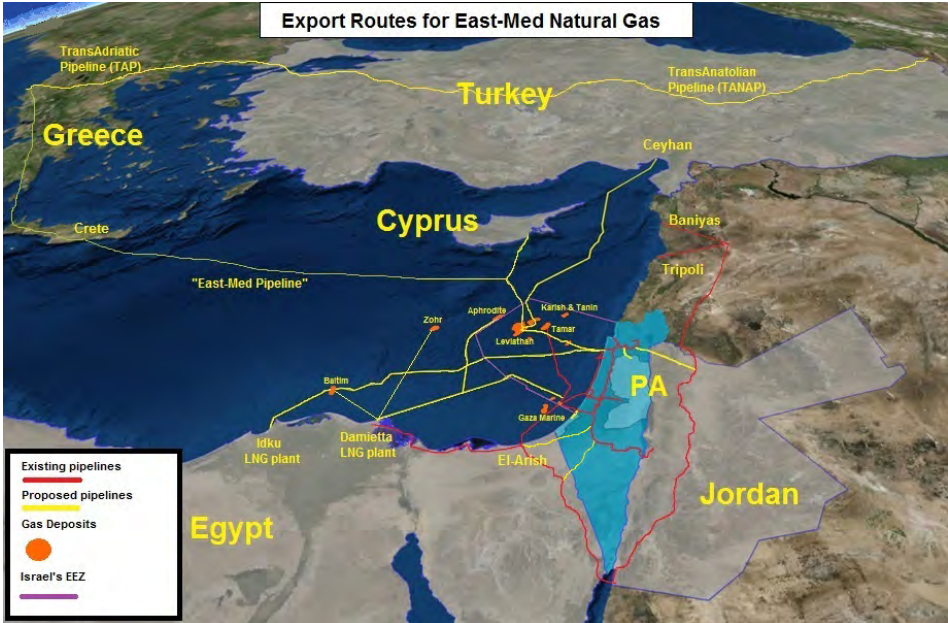 Export Routes for East-Med Natural Gas
TransAdriatic
Pipeline (TAP)
TransAnatolian
Pipeline (TANAP)
Turkey
Greece
Ceyhan
Cyprus
Baniyas
Crete
Tripoli
"East-Med Pipeline"
Aphrodite
Karish & Tanin
Zohr
Tamar
Leviathan
Baltim
PA
Gaza Marine
Idku
LNG plant
Damietta
LNG plant
El-Arish
Jordan
Egypt
Existing pipelines
Proposed pipelines
Gas Deposits
Israel's EEZ